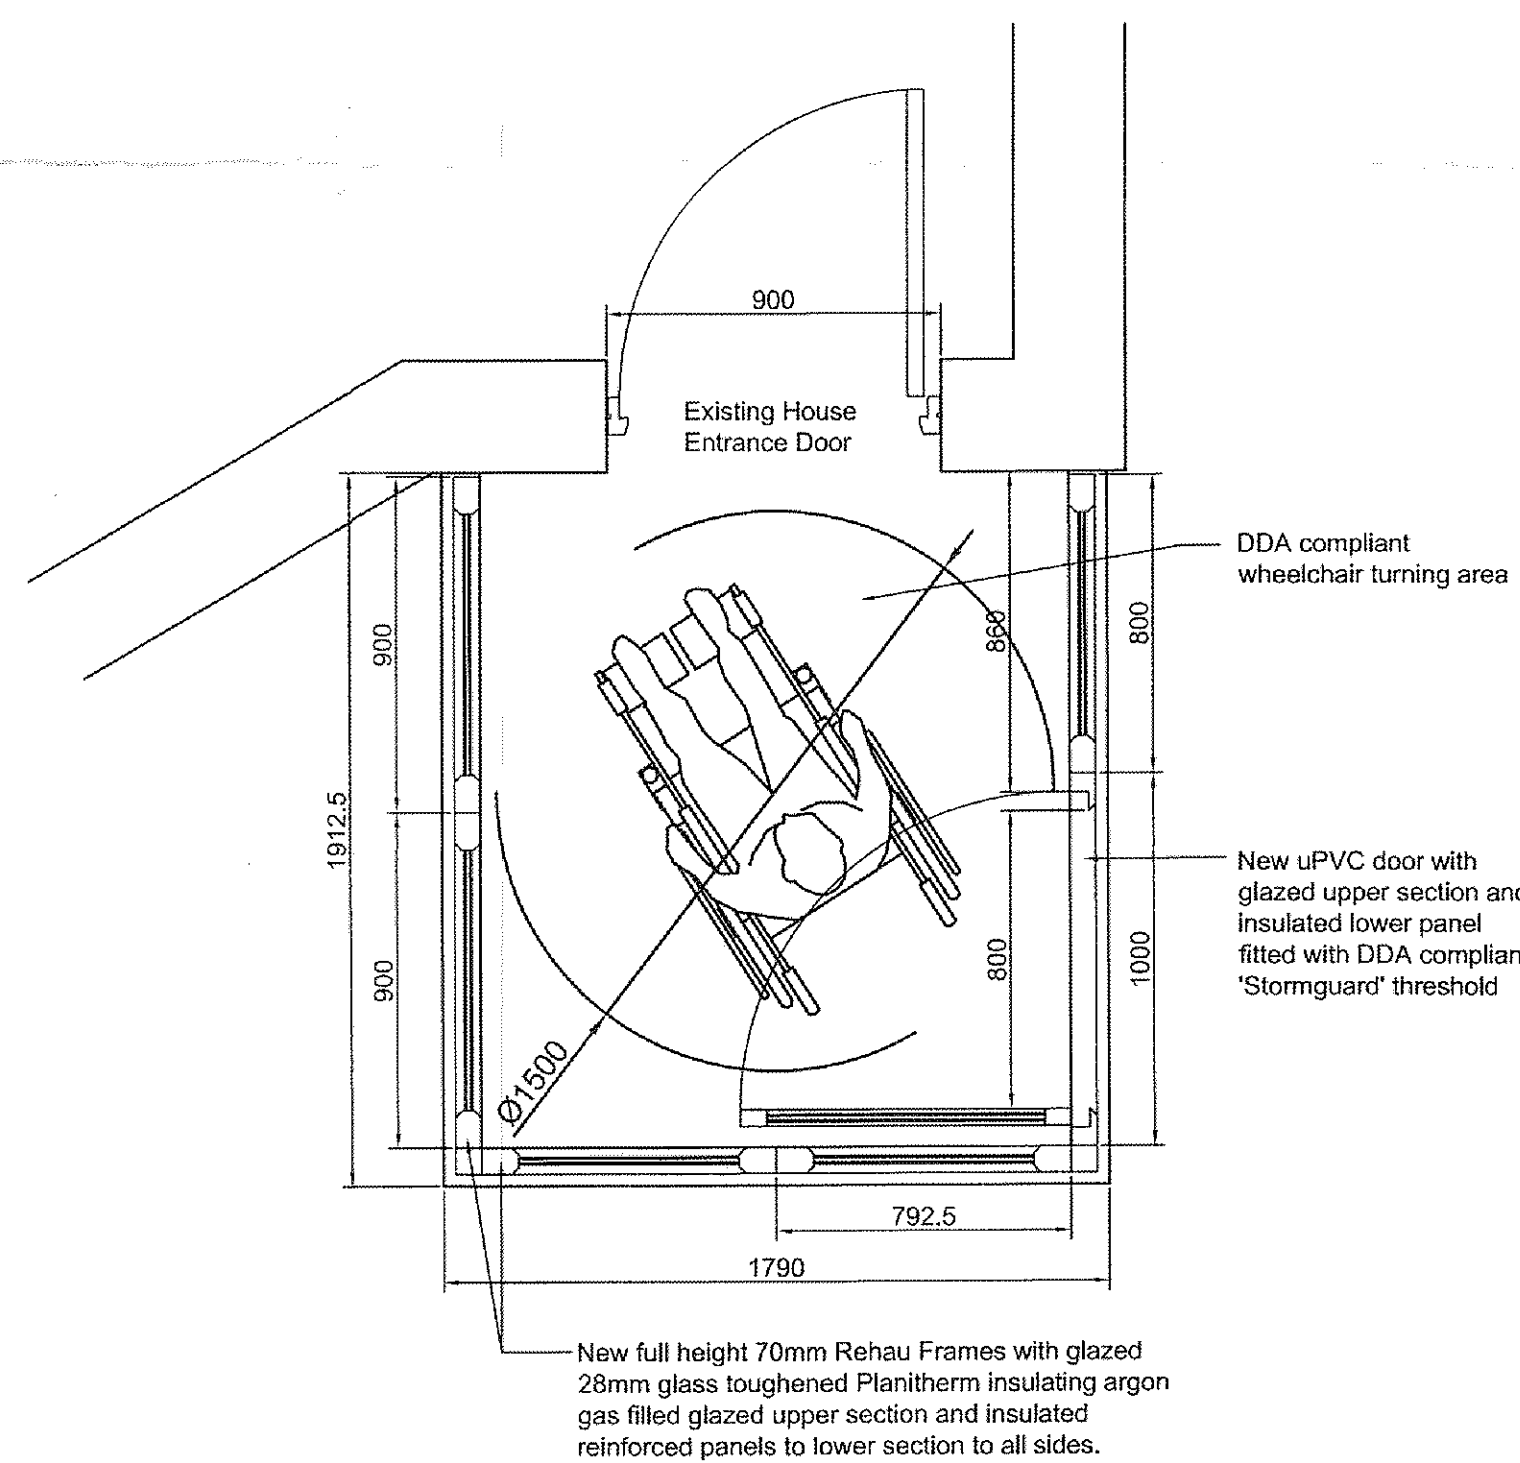 900
Existing House
Entrance Door
DDA compliant
wheelchair turning area
900
860
800
1912.5
New uPVC door with
glazed upper section and
insulated lower panel
fitted with DDA complian
'Stormguard' threshold
900
800
1000
Ø1500
792.5
1790
New full height 70mm Rehau Frames with glazed
28mm glass toughened Planitherm insulating argon
gas filled glazed upper section and insulated
reinforced panels to lower section to all sides.